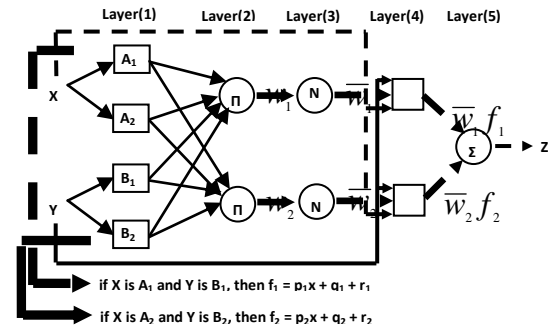 Layer(1) Layer(2) Layer(3) Layer(4) Layer(5)
A₁
X Π w₁ N w̅₁ w̅₁ f₁
A₂
Σ Z
B₁
Y Π w₂ N w̅₂ w̅₂ f₂
B₂
if X is A₁ and Y is B₁, then f₁ = p₁x + q₁ + r₁
if X is A₂ and Y is B₂, then f₂ = p₂x + q₂ + r₂